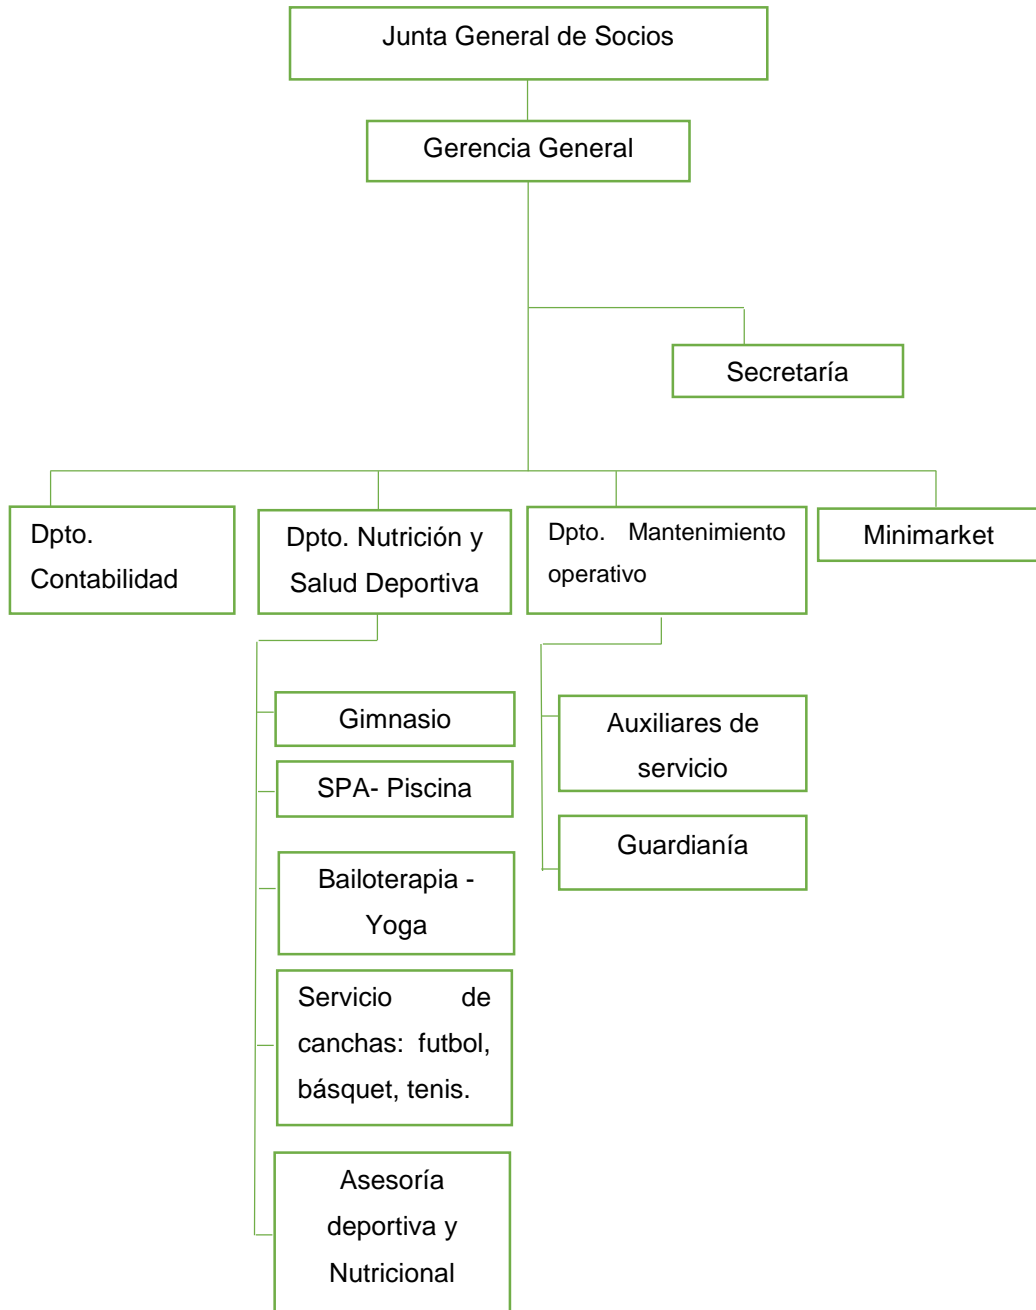 Junta General de Socios
Gerencia General
Secretaría
Dpto.
Contabilidad
Dpto. Nutrición y
Salud Deportiva
Dpto. Mantenimiento
operativo
Minimarket
Gimnasio
SPA- Piscina
Bailoterapia -
Yoga
Servicio de
canchas: futbol,
básquet, tenis.
Asesoría
deportiva y
Nutricional
Auxiliares de
servicio
Guardianía